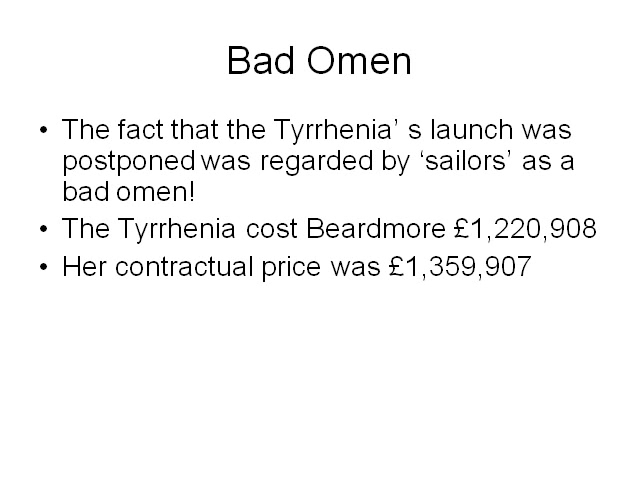 Bad Omen
• The fact that the Tyrrhenia’ s launch was
postponed was regarded by ‘sailors’ as a
bad omen!
• The Tyrrhenia cost Beardmore £1,220,908
• Her contractual price was £1,359,907